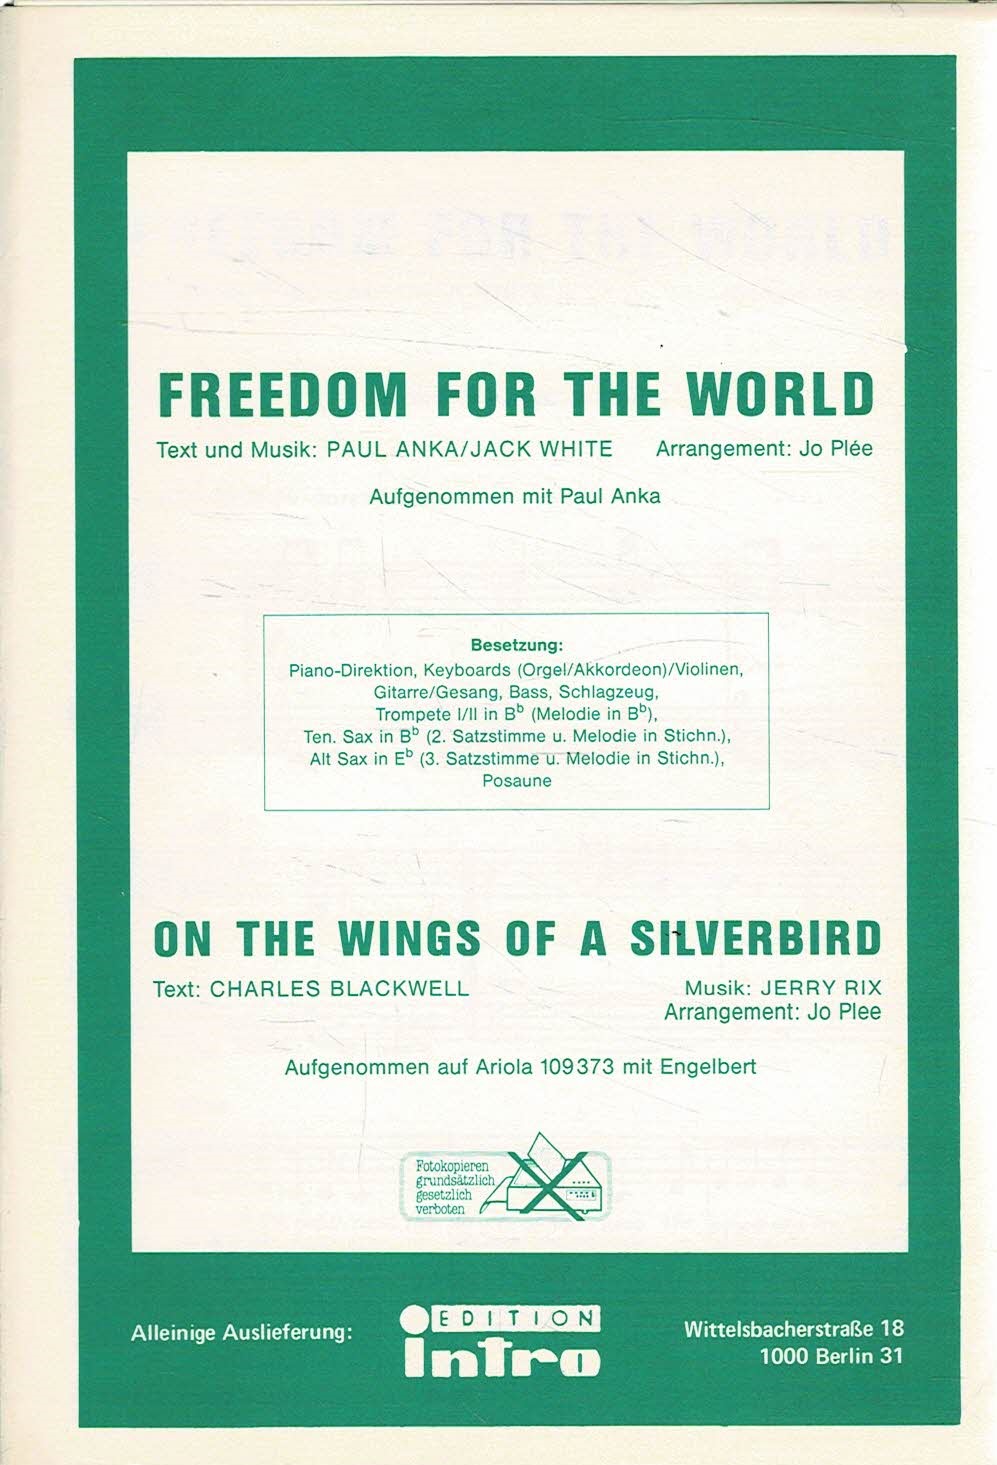 FREEDOM FOR THE WORLD
Text und Musik: PAUL ANKA/JACK WHITE Arrangement: Jo Plée
Aufgenommen mit Paul Anka
Besetzung:
Piano-Direktion, Keyboards (Orgel/Akkordeon)/Violinen,
Gitarre/Gesang, Bass, Schlagzeug,
Trompete I/II in Bᵇ (Melodie in Bᵇ),
Ten. Sax in Bᵇ (2. Satzstimme u. Melodie in Stichn.),
Alt Sax in Eᵇ (3. Satzstimme u. Melodie in Stichn.),
Posaune
ON THE WINGS OF A SILVERBIRD
Text: CHARLES BLACKWELL Musik: JERRY RIX
Arrangement: Jo Plee
Aufgenommen auf Ariola 109373 mit Engelbert
Fotokopieren
grundsätzlich
gesetzlich
verboten
Alleinige Auslieferung:
EDITION
intro
Wittelsbacherstraße 18
1000 Berlin 31